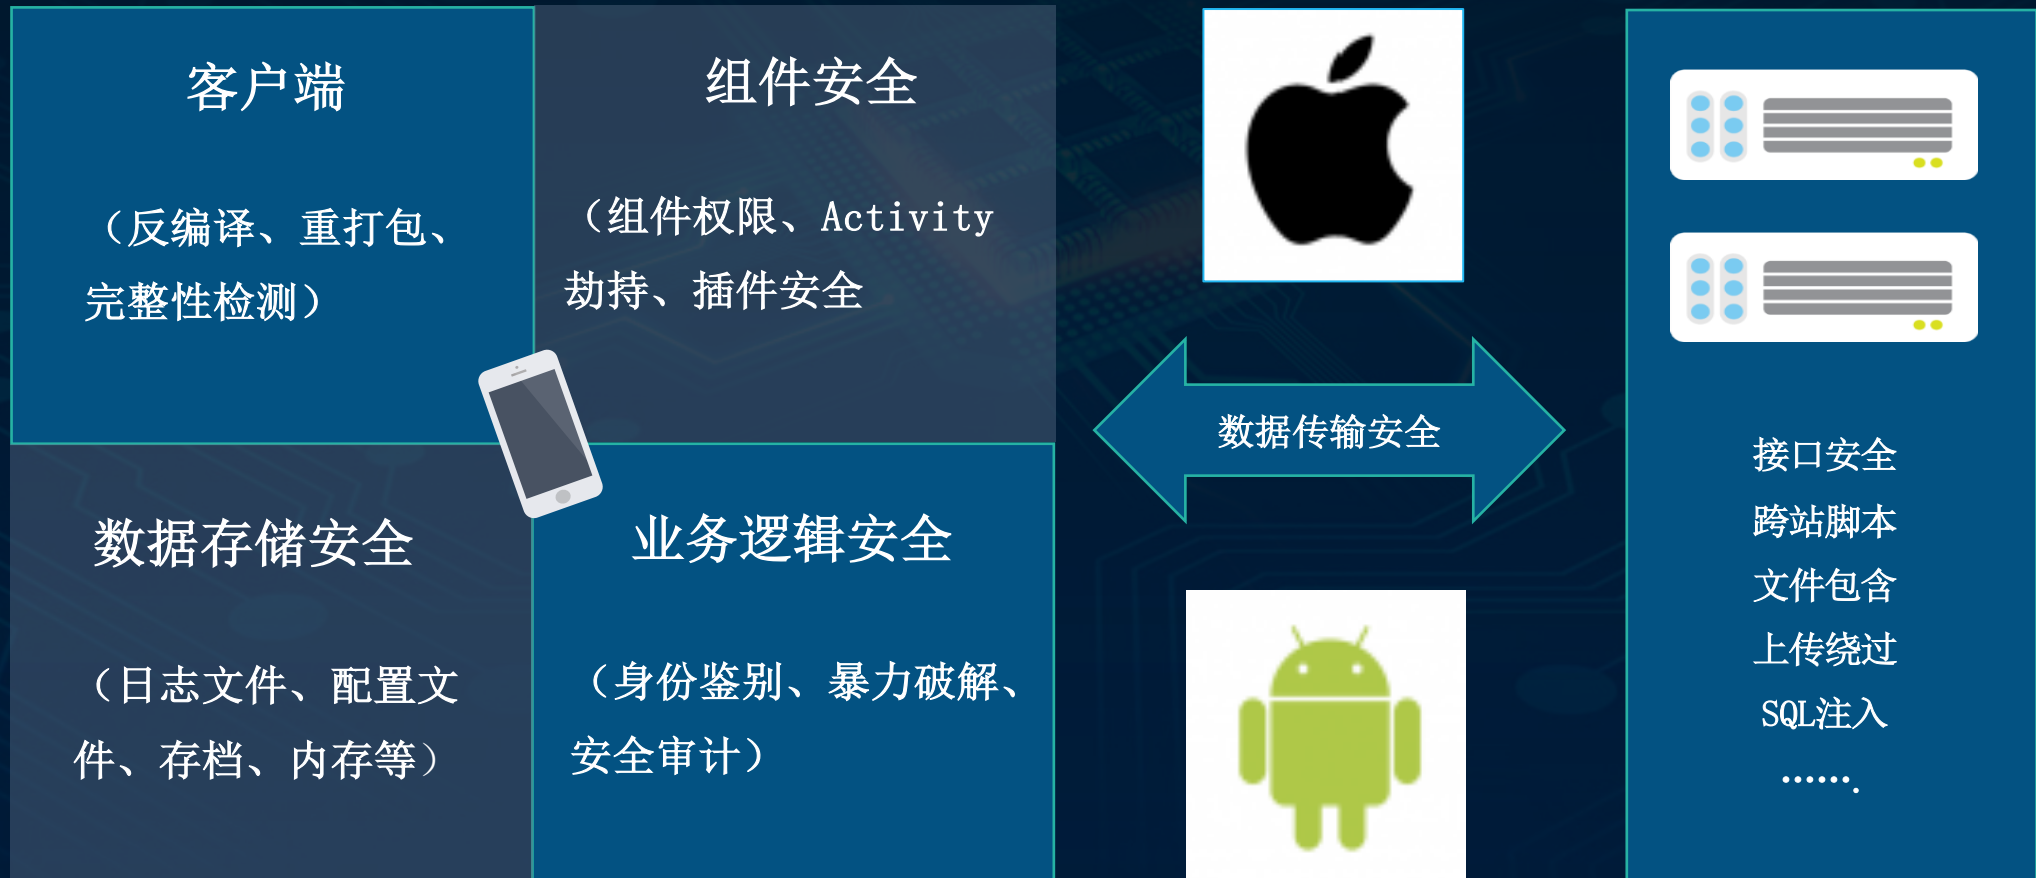 客户端
（反编译、重打包、
完整性检测）
组件安全
（组件权限、Activity
劫持、插件安全
数据存储安全
（日志文件、配置文
件、存档、内存等）
业务逻辑安全
（身份鉴别、暴力破解、
安全审计）
数据传输安全
接口安全
跨站脚本
文件包含
上传绕过
SQL注入
…….